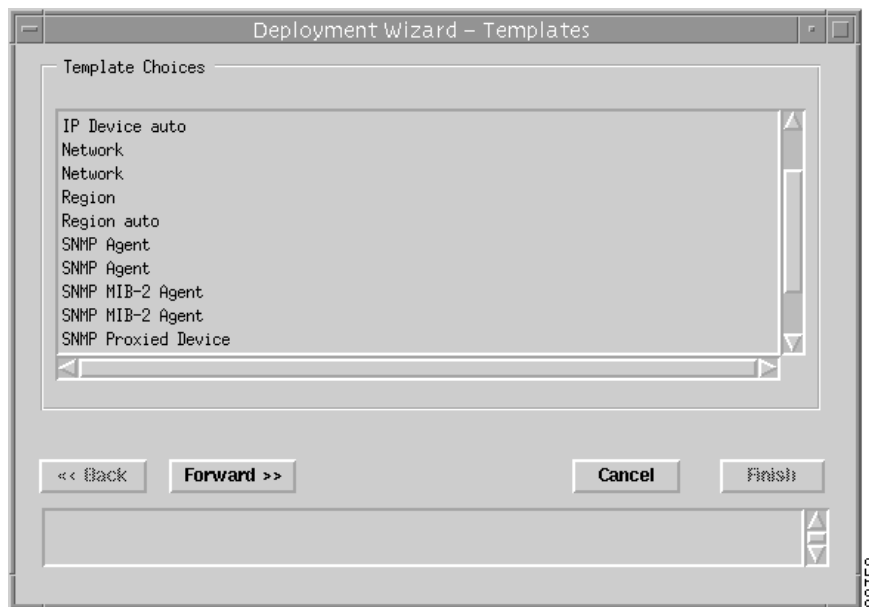 Deployment Wizard – Templates
Template Choices
IP Device auto
Network
Network
Region
Region auto
SNMP Agent
SNMP Agent
SNMP MIB-2 Agent
SNMP MIB-2 Agent
SNMP Proxied Device
<< Back
Forward >>
Cancel
Finish